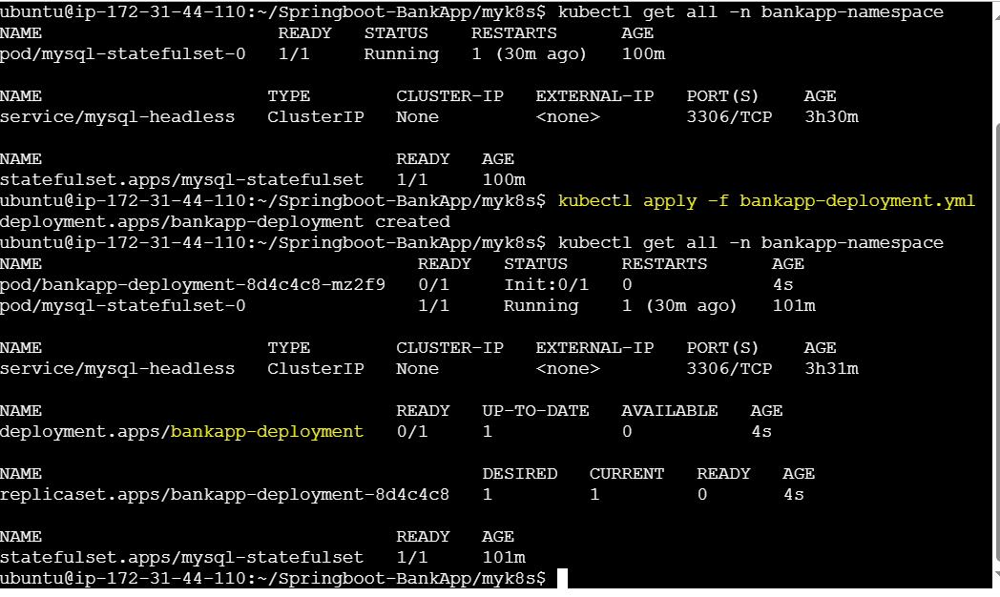 ubuntu@ip-172-31-44-110:~/Springboot-BankApp/myk8s$ kubectl get all -n bankapp-namespace
NAME READY STATUS RESTARTS AGE
pod/mysql-statefulset-0 1/1 Running 1 (30m ago) 100m
NAME TYPE CLUSTER-IP EXTERNAL-IP PORT(S) AGE
service/mysql-headless ClusterIP None <none> 3306/TCP 3h30m
NAME READY AGE
statefulset.apps/mysql-statefulset 1/1 100m
ubuntu@ip-172-31-44-110:~/Springboot-BankApp/myk8s$ kubectl apply -f bankapp-deployment.yml
deployment.apps/bankapp-deployment created
ubuntu@ip-172-31-44-110:~/Springboot-BankApp/myk8s$ kubectl get all -n bankapp-namespace
NAME READY STATUS RESTARTS AGE
pod/bankapp-deployment-8d4c4c8-mz2f9 0/1 Init:0/1 0 4s
pod/mysql-statefulset-0 1/1 Running 1 (30m ago) 101m
NAME TYPE CLUSTER-IP EXTERNAL-IP PORT(S) AGE
service/mysql-headless ClusterIP None <none> 3306/TCP 3h31m
NAME READY UP-TO-DATE AVAILABLE AGE
deployment.apps/bankapp-deployment 0/1 1 0 4s
NAME DESIRED CURRENT READY AGE
replicaset.apps/bankapp-deployment-8d4c4c8 1 1 0 4s
NAME READY AGE
statefulset.apps/mysql-statefulset 1/1 101m
ubuntu@ip-172-31-44-110:~/Springboot-BankApp/myk8s$